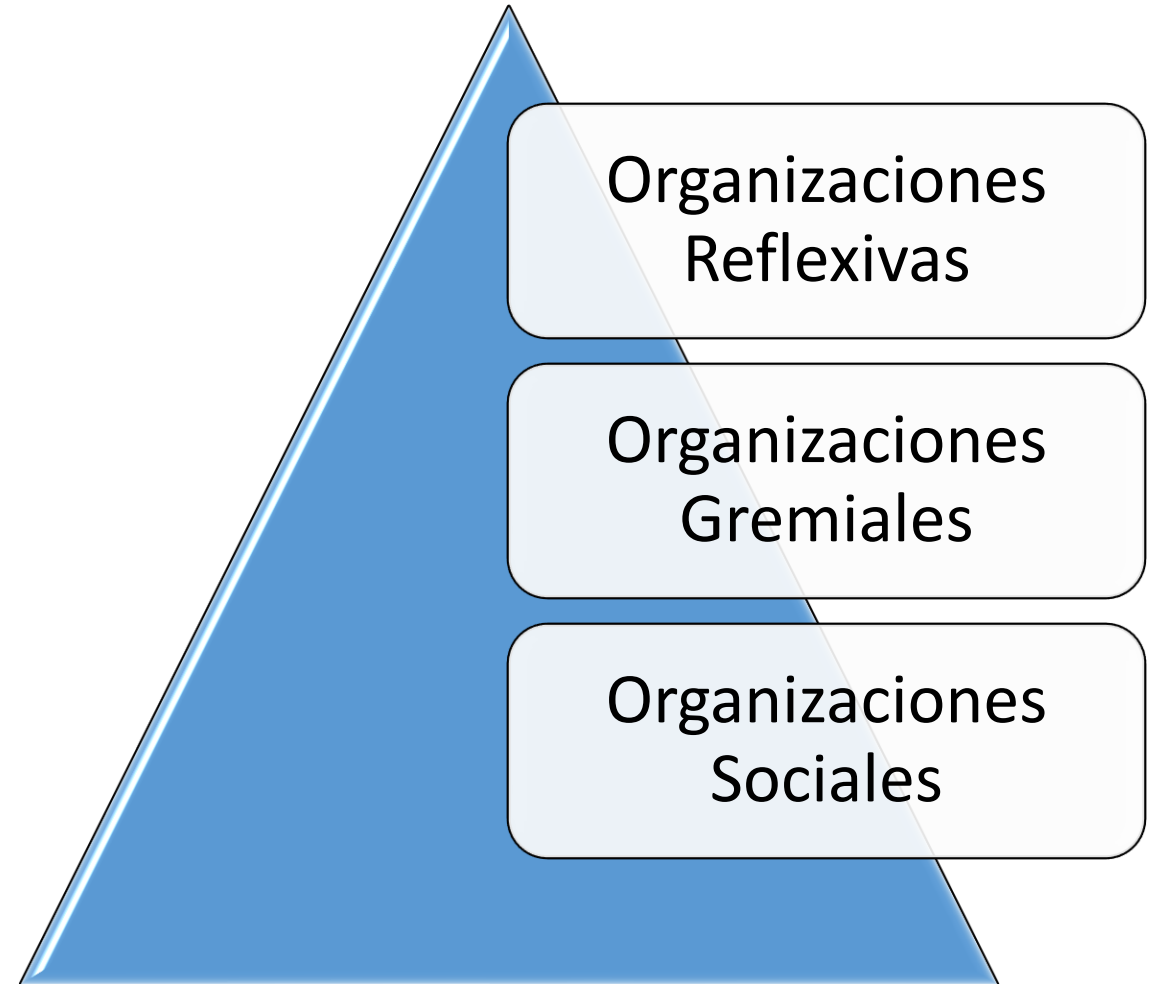 Organizaciones
Reflexivas
Organizaciones
Gremiales
Organizaciones
Sociales